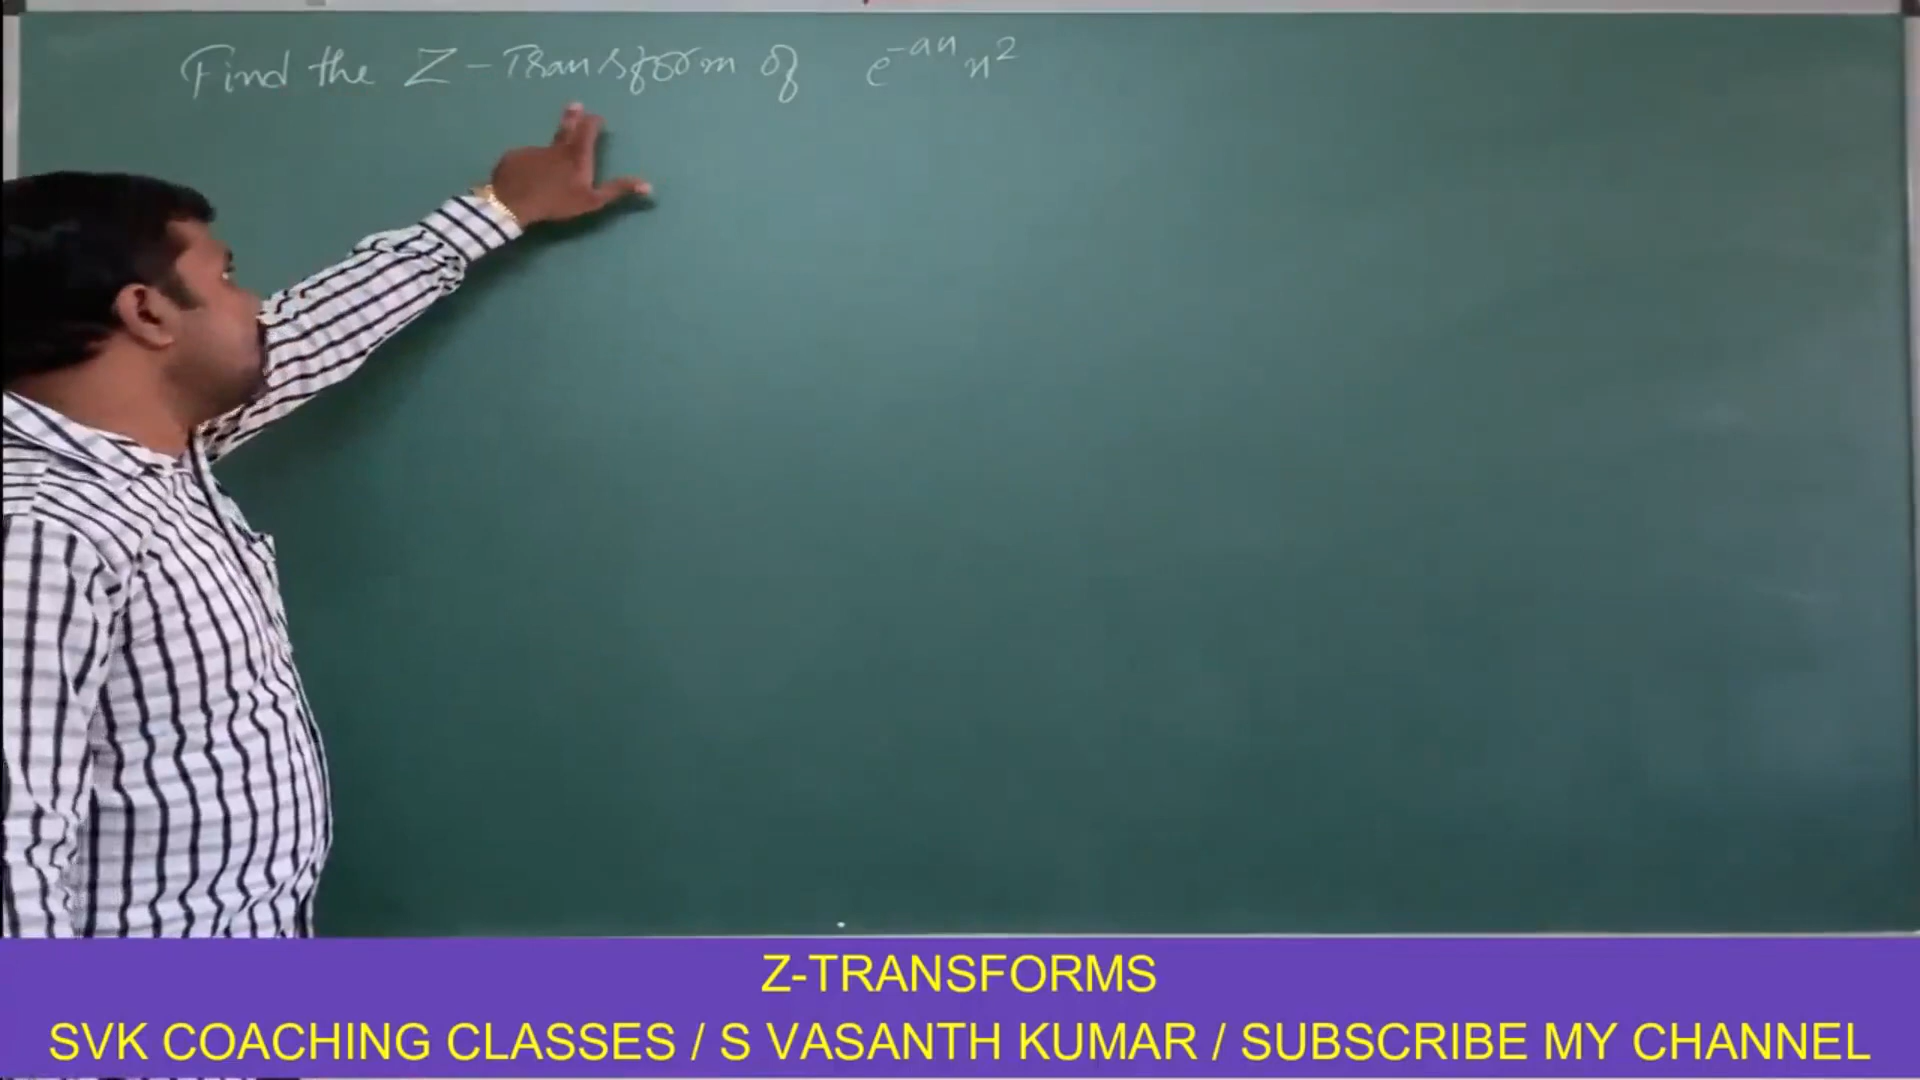 Find the Z-Transform of e^-an n^2
Z-TRANSFORMS
SVK COACHING CLASSES / S VASANTH KUMAR / SUBSCRIBE MY CHANNEL